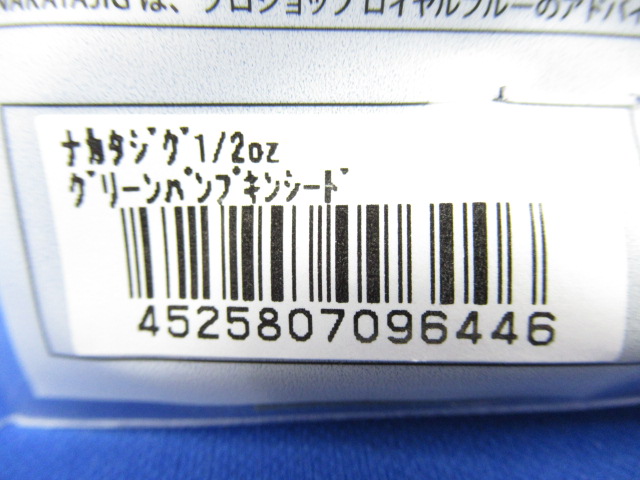 NAKATAJIGは、プロショップ ロイヤルブルーのアドバイ
ナカタジグ1/2oz
グリーンパンプキンシード
4525807096446